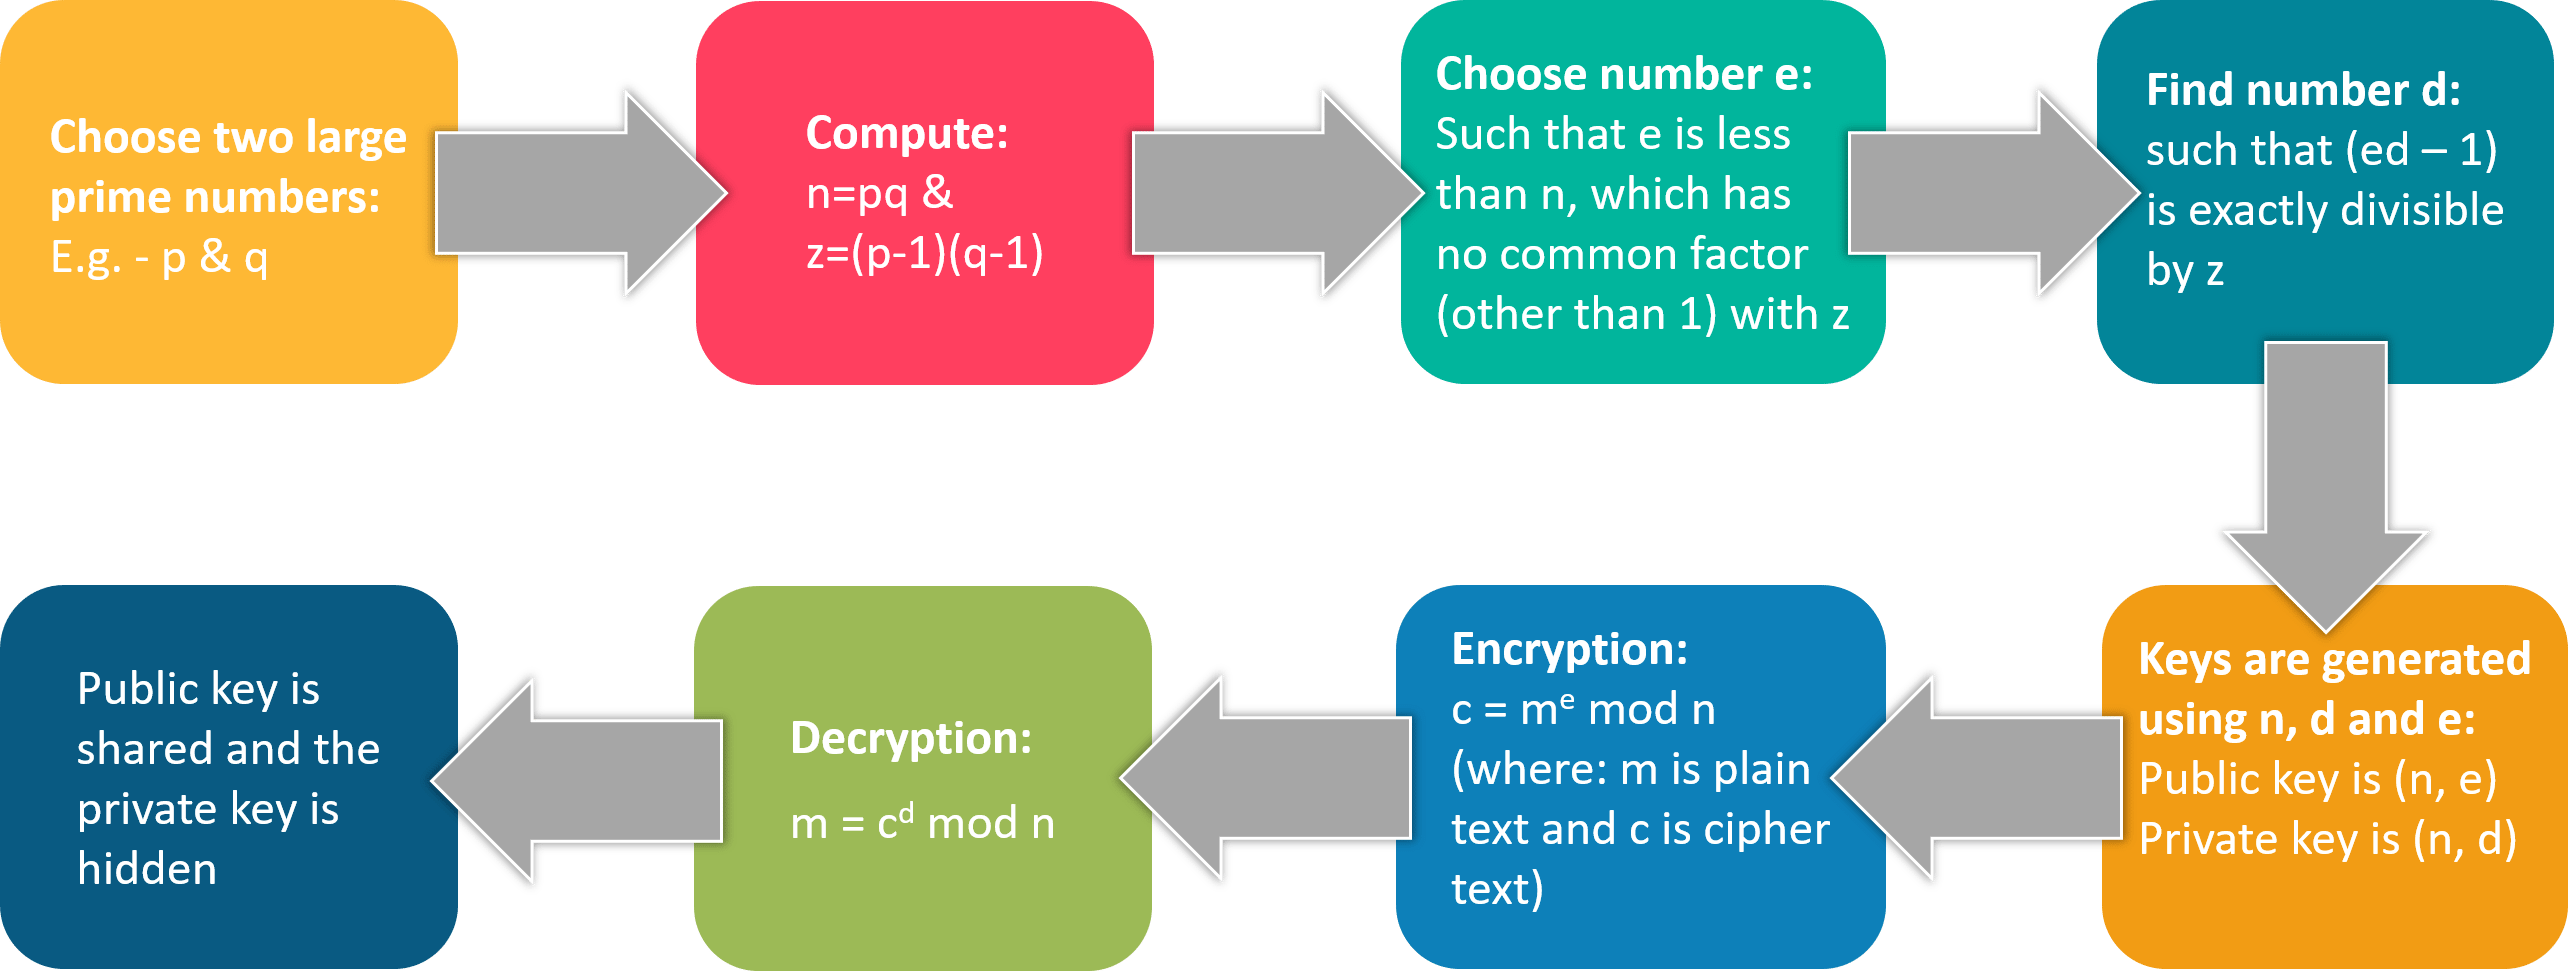 Choose two large
prime numbers:
E.g. - p & q
Compute:
n=pq &
z=(p-1)(q-1)
Choose number e:
Such that e is less
than n, which has
no common factor
(other than 1) with z
Find number d:
such that (ed – 1)
is exactly divisible
by z
Keys are generated
using n, d and e:
Public key is (n, e)
Private key is (n, d)
Encryption:
c = mᵉ mod n
(where: m is plain
text and c is cipher
text)
Decryption:
m = cᵈ mod n
Public key is
shared and the
private key is
hidden